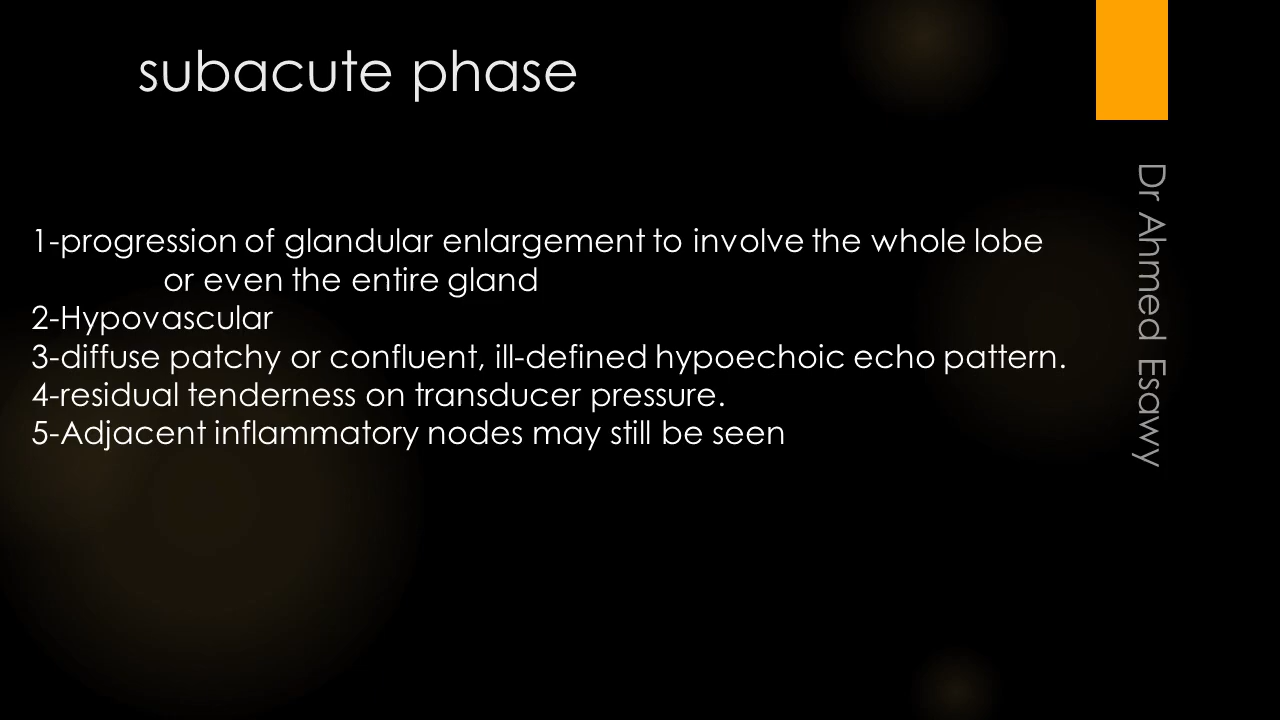 subacute phase
1-progression of glandular enlargement to involve the whole lobe
or even the entire gland
2-Hypovascular
3-diffuse patchy or confluent, ill-defined hypoechoic echo pattern.
4-residual tenderness on transducer pressure.
5-Adjacent inflammatory nodes may still be seen
Dr Ahmed Esawy